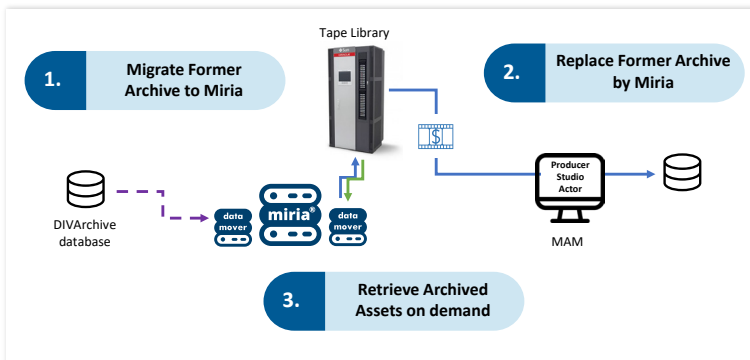 Tape Library
1.
Migrate Former
Archive to Miria
2.
Replace Former Archive
by Miria
$
Producer
Studio
Actor
MAM
DIVArchive
database
data
mover
miria®
data
mover
3.
Retrieve Archived
Assets on demand